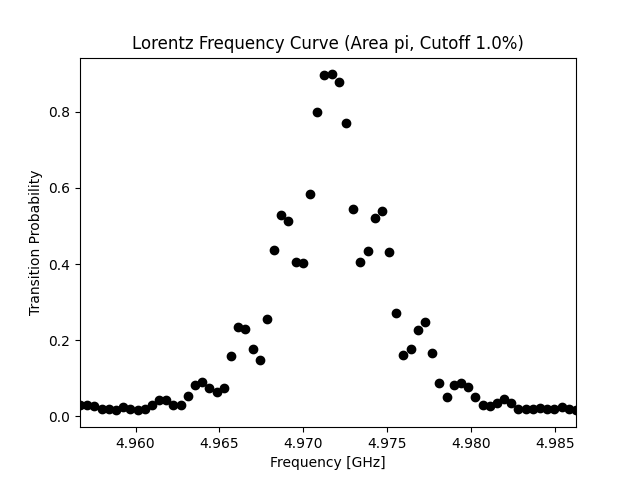 Lorentz Frequency Curve (Area pi, Cutoff 1.0%)
Transition Probability
0.8
0.6
0.4
0.2
0.0
4.960 4.965 4.970 4.975 4.980 4.985
Frequency [GHz]